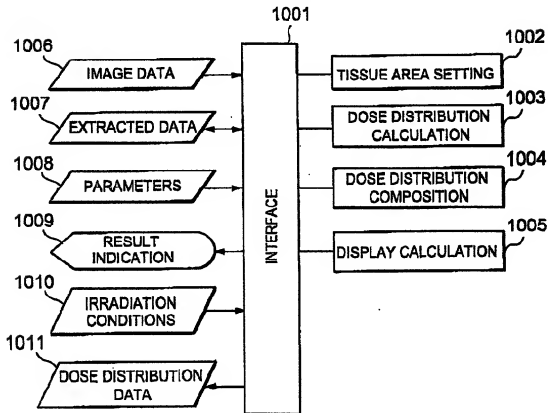 1001
1006
IMAGE DATA
1002
TISSUE AREA SETTING
1007
EXTRACTED DATA
1003
DOSE DISTRIBUTION
CALCULATION
1008
PARAMETERS
1004
DOSE DISTRIBUTION
COMPOSITION
1009
RESULT
INDICATION
1005
DISPLAY CALCULATION
INTERFACE
1010
IRRADIATION
CONDITIONS
1011
DOSE DISTRIBUTION
DATA